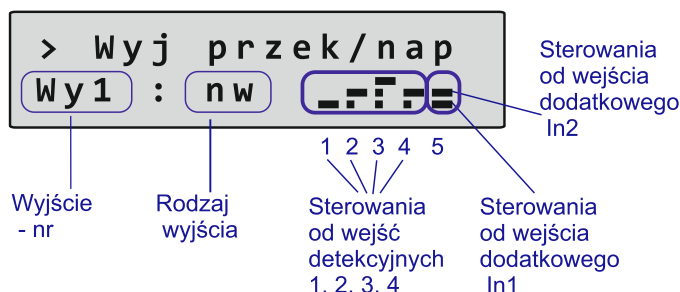 > Wyj przek/nap
Wy1 : nw
Sterowania
od wejścia
dodatkowego
In2
1 2 3 4 5
Wyjście
- nr
Rodzaj
wyjścia
Sterowania
od wejść
detekcyjnych
1, 2, 3, 4
Sterowania
od wejścia
dodatkowego
In1